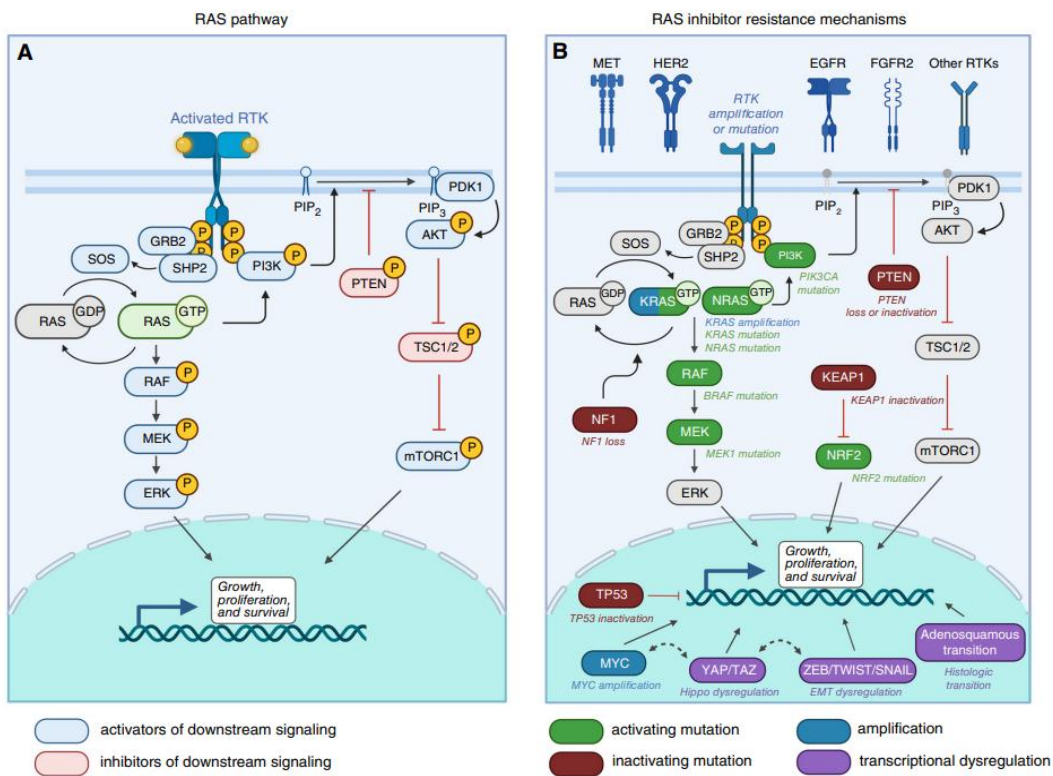 RAS pathway
A
Activated RTK
PIP2
PIP3
PDK1
AKT
P
GRB2
P
P
P
P
SOS
SHP2
PI3K
P
PTEN
P
RAS
GDP
RAS
GTP
TSC1/2
P
RAF
P
MEK
P
mTORC1
P
ERK
P
Growth,
proliferation,
and survival
activators of downstream signaling
inhibitors of downstream signaling
RAS inhibitor resistance mechanisms
B
MET
HER2
RTK
amplification
or mutation
EGFR
FGFR2
Other RTKs
PIP2
PIP3
PDK1
AKT
GRB2
P
P
P
P
SOS
SHP2
PI3K
PIK3CA
mutation
PTEN
PTEN
loss or inactivation
RAS
GDP
KRAS
GTP
NRAS
GTP
KRAS amplification
KRAS mutation
NRAS mutation
TSC1/2
RAF
BRAF mutation
KEAP1
KEAP1 inactivation
NF1
NF1 loss
MEK
MEK1 mutation
NRF2
NRF2 mutation
mTORC1
ERK
Growth,
proliferation,
and survival
TP53
TP53 inactivation
MYC
MYC amplification
YAP/TAZ
Hippo dysregulation
ZEB/TWIST/SNAIL
EMT dysregulation
Adenosquamous
transition
Histologic
transition
activating mutation
inactivating mutation
amplification
transcriptional dysregulation